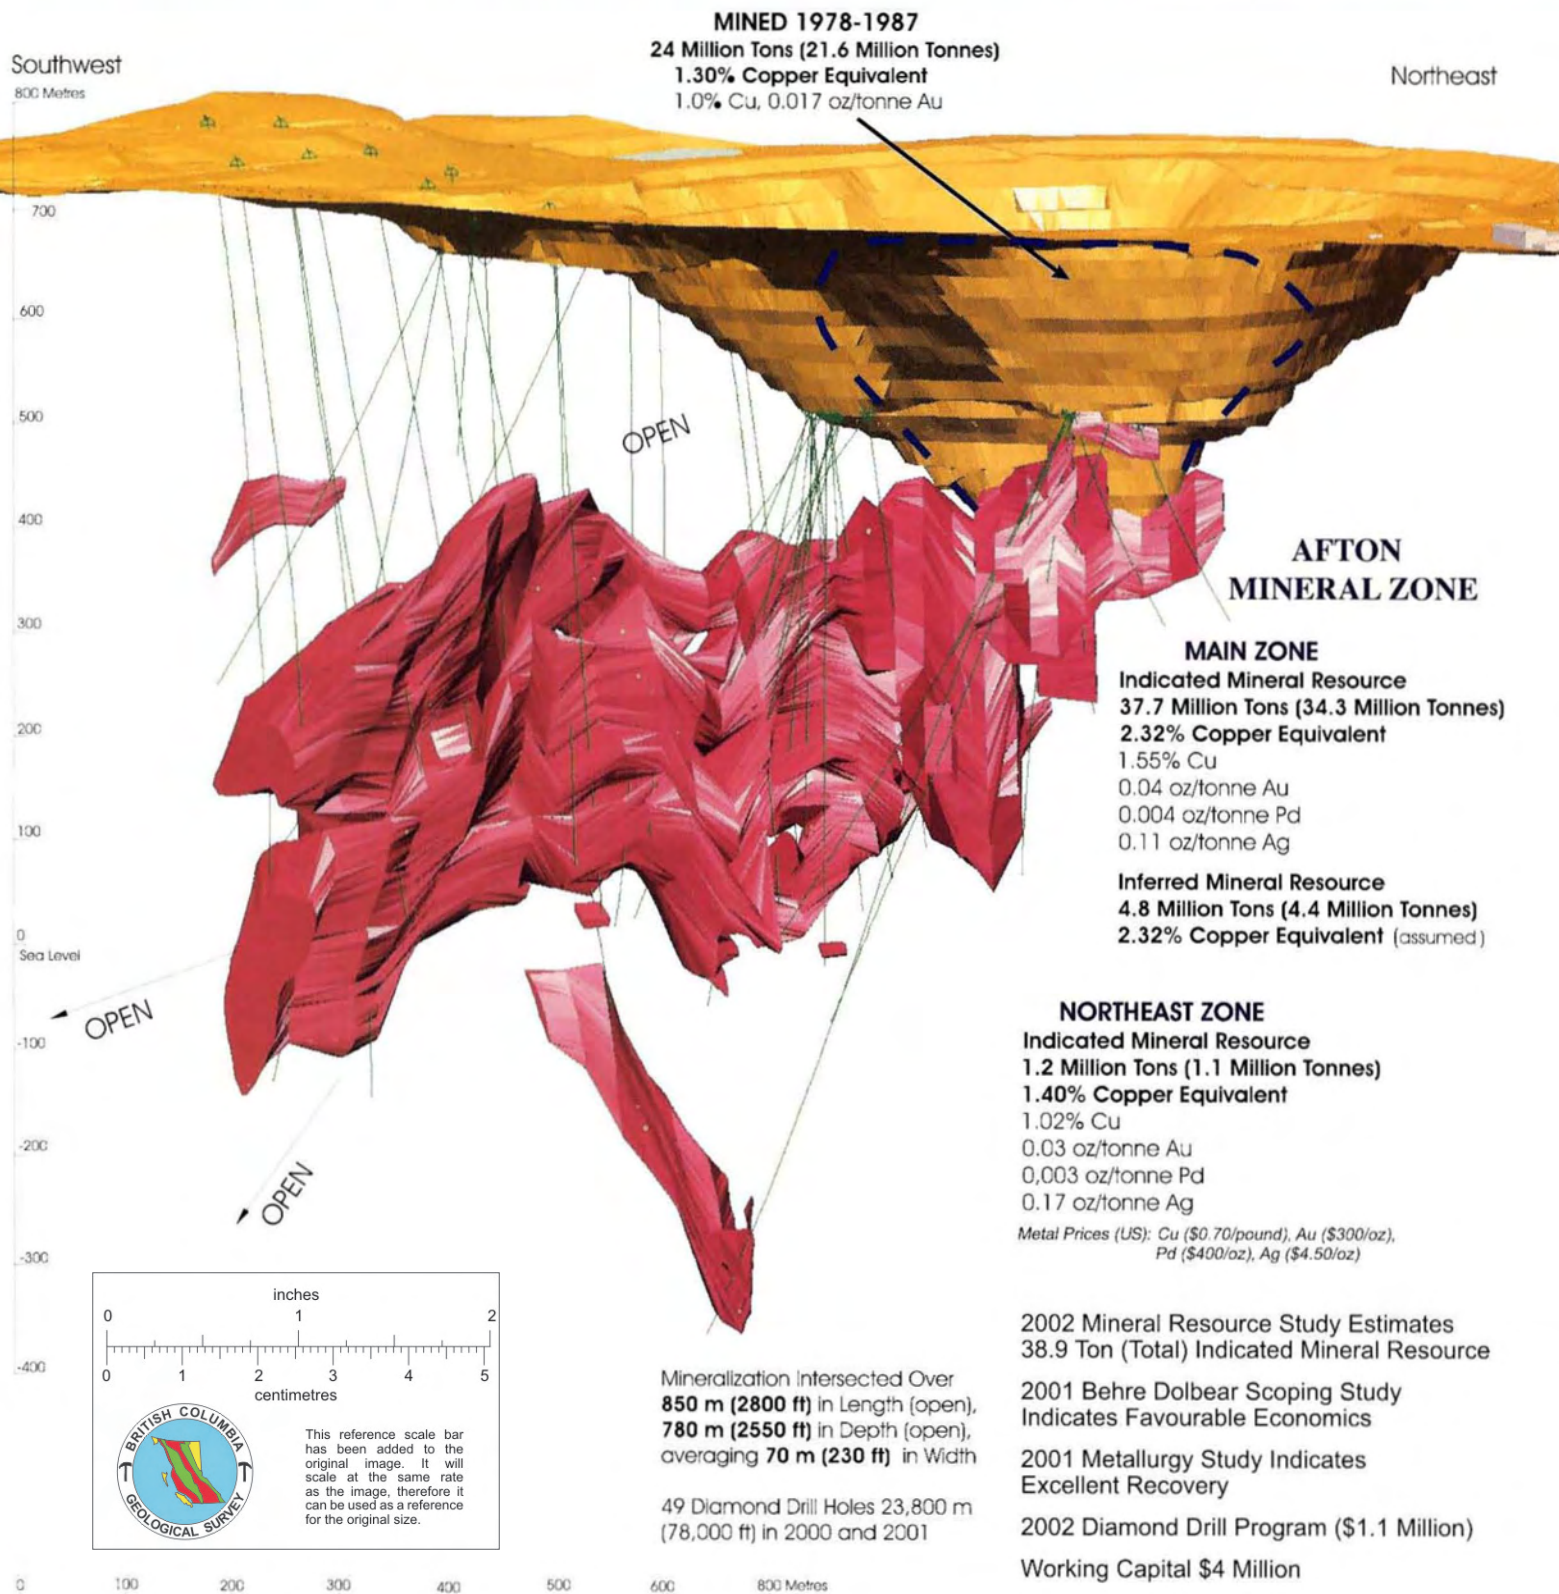 MINED 1978-1987
24 Million Tons (21.6 Million Tonnes)
1.30% Copper Equivalent
1.0% Cu, 0.017 oz/tonne Au
Southwest
Northeast
800 Metres
700
600
500
400
300
200
100
0
Sea Level
-100
-200
-300
-400
OPEN
OPEN
OPEN
AFTON
MINERAL ZONE
MAIN ZONE
Indicated Mineral Resource
37.7 Million Tons (34.3 Million Tonnes)
2.32% Copper Equivalent
1.55% Cu
0.04 oz/tonne Au
0.004 oz/tonne Pd
0.11 oz/tonne Ag
Inferred Mineral Resource
4.8 Million Tons (4.4 Million Tonnes)
2.32% Copper Equivalent (assumed)
NORTHEAST ZONE
Indicated Mineral Resource
1.2 Million Tons (1.1 Million Tonnes)
1.40% Copper Equivalent
1.02% Cu
0.03 oz/tonne Au
0,003 oz/tonne Pd
0.17 oz/tonne Ag
Metal Prices (US): Cu ($0.70/pound), Au ($300/oz),
Pd ($400/oz), Ag ($4.50/oz)
inches
0 1 2
0 1 2 3 4 5
centimetres
BRITISH COLUMBIA
GEOLOGICAL SURVEY
This reference scale bar
has been added to the
original image. It will
scale at the same rate
as the image, therefore it
can be used as a reference
for the original size.
Mineralization Intersected Over
850 m (2800 ft) in Length (open),
780 m (2550 ft) in Depth (open),
averaging 70 m (230 ft) in Width
49 Diamond Drill Holes 23,800 m
(78,000 ft) in 2000 and 2001
2002 Mineral Resource Study Estimates
38.9 Ton (Total) Indicated Mineral Resource
2001 Behre Dolbear Scoping Study
Indicates Favourable Economics
2001 Metallurgy Study Indicates
Excellent Recovery
2002 Diamond Drill Program ($1.1 Million)
Working Capital $4 Million
0 100 200 300 400 500 600 800 Metres